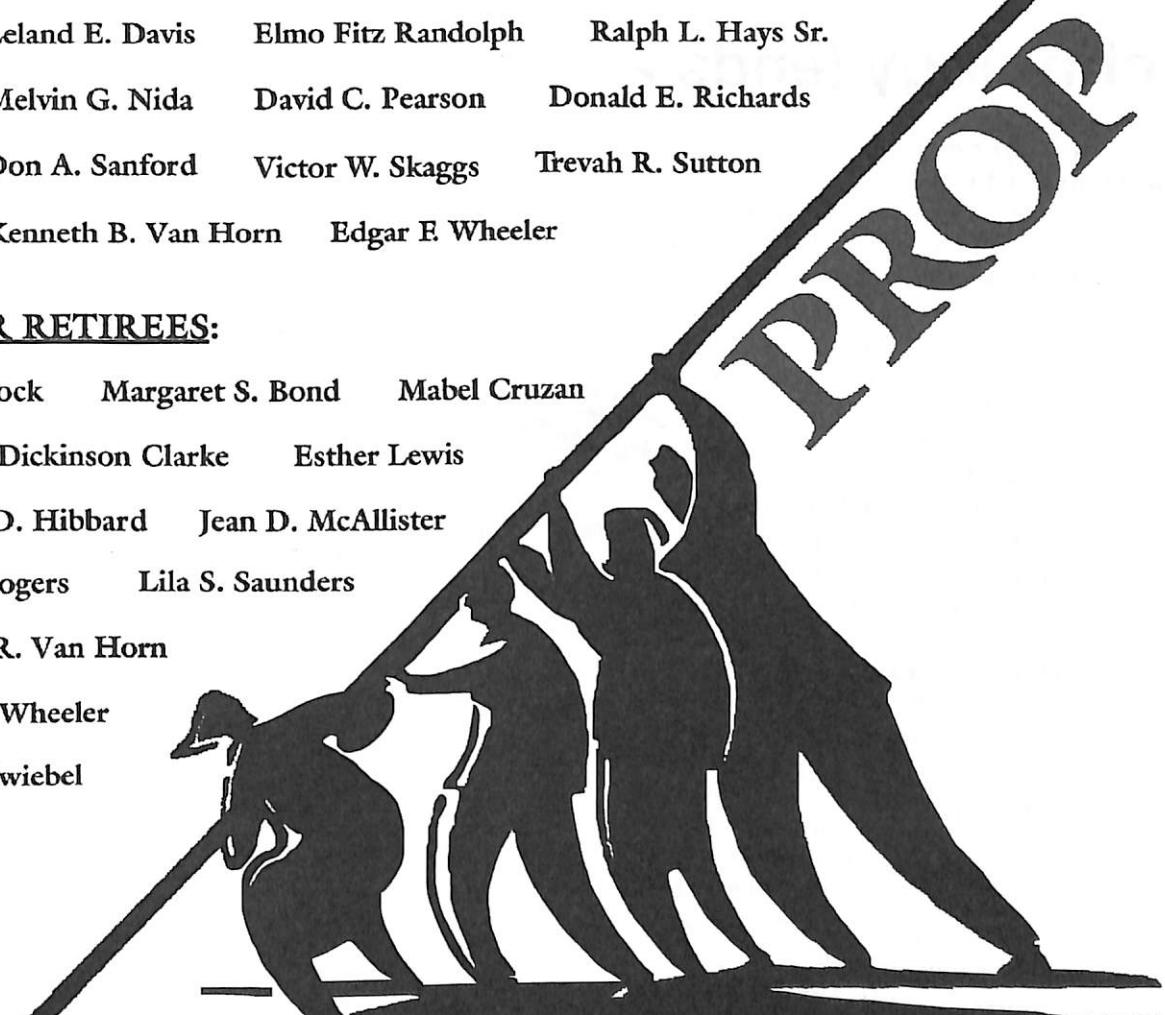 eland E. Davis Elmo Fitz Randolph Ralph L. Hays Sr.
Melvin G. Nida David C. Pearson Donald E. Richards
Don A. Sanford Victor W. Skaggs Trevah R. Sutton
Kenneth B. Van Horn Edgar F. Wheeler
R RETIREES:
ock Margaret S. Bond Mabel Cruzan
Dickinson Clarke Esther Lewis
D. Hibbard Jean D. McAllister
ogers Lila S. Saunders
R. Van Horn
Wheeler
wiebel
PROP